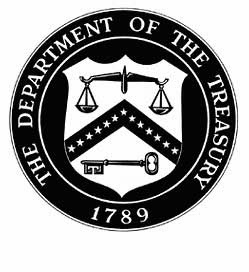 THE DEPARTMENT OF THE TREASURY
1789